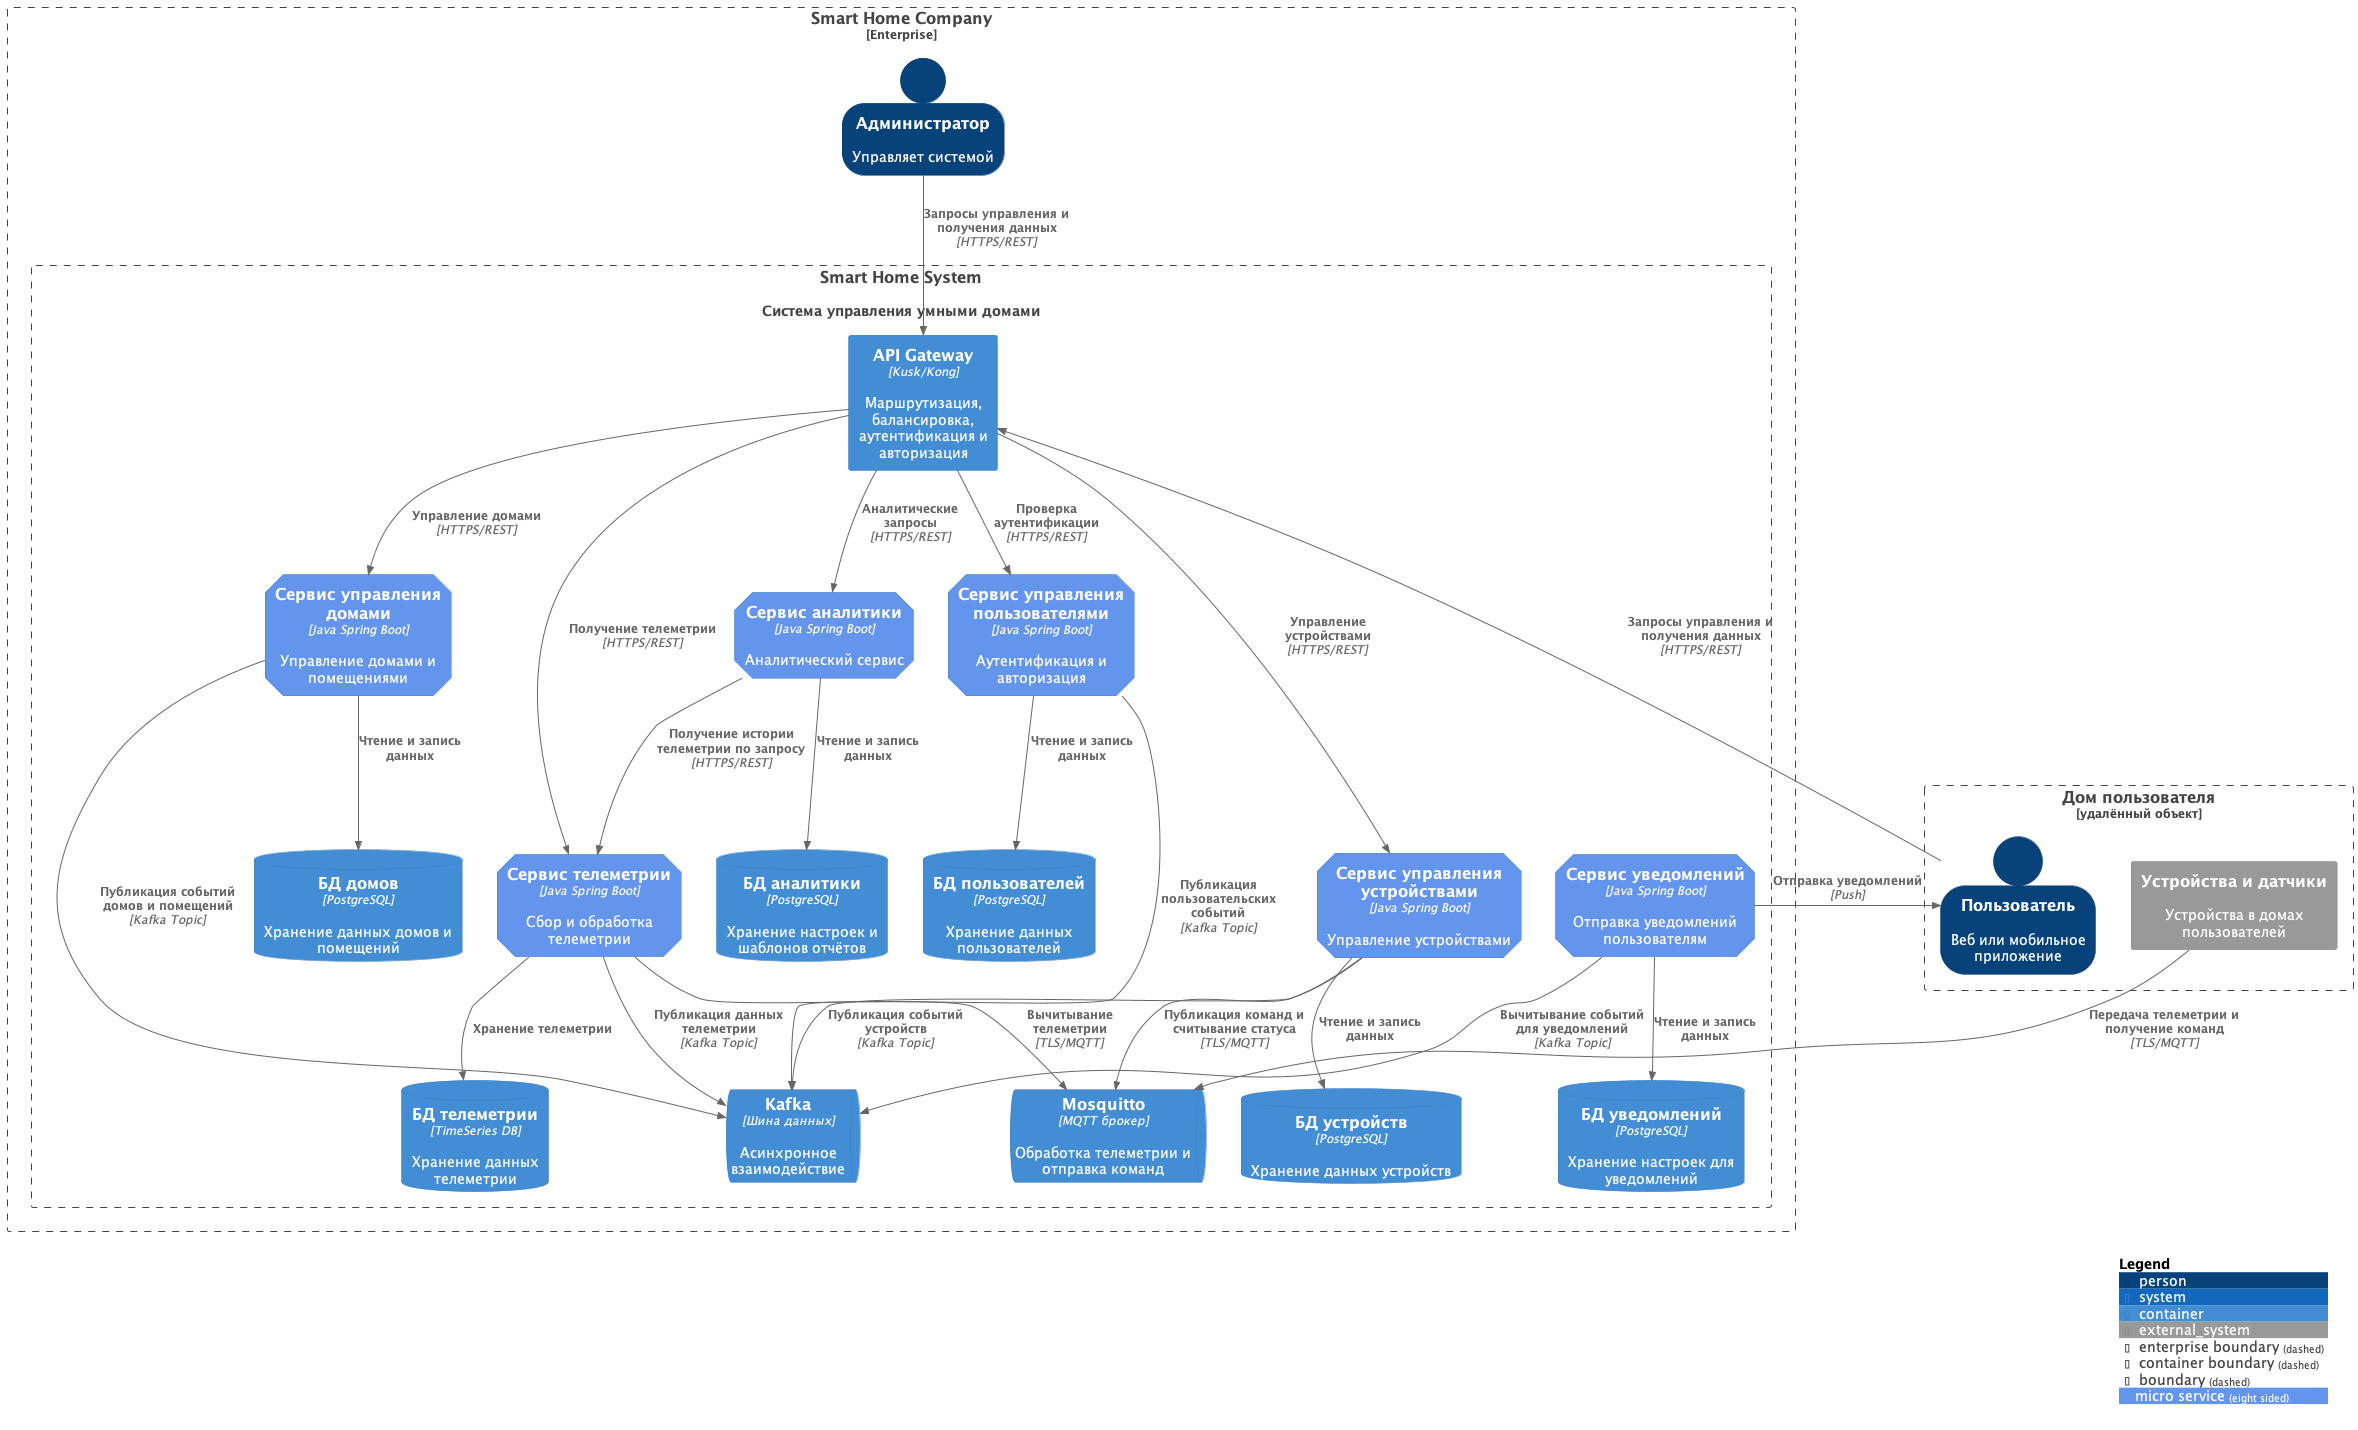 Smart Home Company
[Enterprise]
Администратор
Управляет системой
Запросы управления и
получения данных
[HTTPS/REST]
Smart Home System
Система управления умными домами
API Gateway
[Kusk/Kong]
Маршрутизация,
балансировка,
аутентификация и
авторизация
Управление домами
[HTTPS/REST]
Аналитические
запросы
[HTTPS/REST]
Проверка
аутентификации
[HTTPS/REST]
Получение телеметрии
[HTTPS/REST]
Управление
устройствами
[HTTPS/REST]
Запросы управления и
получения данных
[HTTPS/REST]
Сервис управления
домами
[Java Spring Boot]
Управление домами и
помещениями
Сервис аналитики
[Java Spring Boot]
Аналитический сервис
Сервис управления
пользователями
[Java Spring Boot]
Аутентификация и
авторизация
Чтение и запись
данных
Получение истории
телеметрии по запросу
[HTTPS/REST]
Чтение и запись
данных
Чтение и запись
данных
Дом пользователя
[удалённый объект]
Публикация событий
домов и помещений
[Kafka Topic]
БД домов
[PostgreSQL]
Хранение данных домов и
помещений
Сервис телеметрии
[Java Spring Boot]
Сбор и обработка
телеметрии
БД аналитики
[PostgreSQL]
Хранение настроек и
шаблонов отчётов
БД пользователей
[PostgreSQL]
Хранение данных
пользователей
Публикация
пользовательских
событий
[Kafka Topic]
Сервис управления
устройствами
[Java Spring Boot]
Управление устройствами
Сервис уведомлений
[Java Spring Boot]
Отправка уведомлений
пользователям
Отправка уведомлений
[Push]
Пользователь
Веб или мобильное
приложение
Устройства и датчики
Устройства в домах
пользователей
Хранение телеметрии
Публикация данных
телеметрии
[Kafka Topic]
Публикация событий
устройств
[Kafka Topic]
Вычитывание
телеметрии
[TLS/MQTT]
Публикация команд и
считывание статуса
[TLS/MQTT]
Чтение и запись
данных
Вычитывание событий
для уведомлений
[Kafka Topic]
Чтение и запись
данных
Передача телеметрии и
получение команд
[TLS/MQTT]
БД телеметрии
[TimeSeries DB]
Хранение данных
телеметрии
Kafka
[Шина данных]
Асинхронное
взаимодействие
Mosquitto
[MQTT брокер]
Обработка телеметрии и
отправка команд
БД устройств
[PostgreSQL]
Хранение данных устройств
БД уведомлений
[PostgreSQL]
Хранение настроек для
уведомлений
Legend
person
system
container
external_system
enterprise boundary (dashed)
container boundary (dashed)
boundary (dashed)
micro service (eight sided)